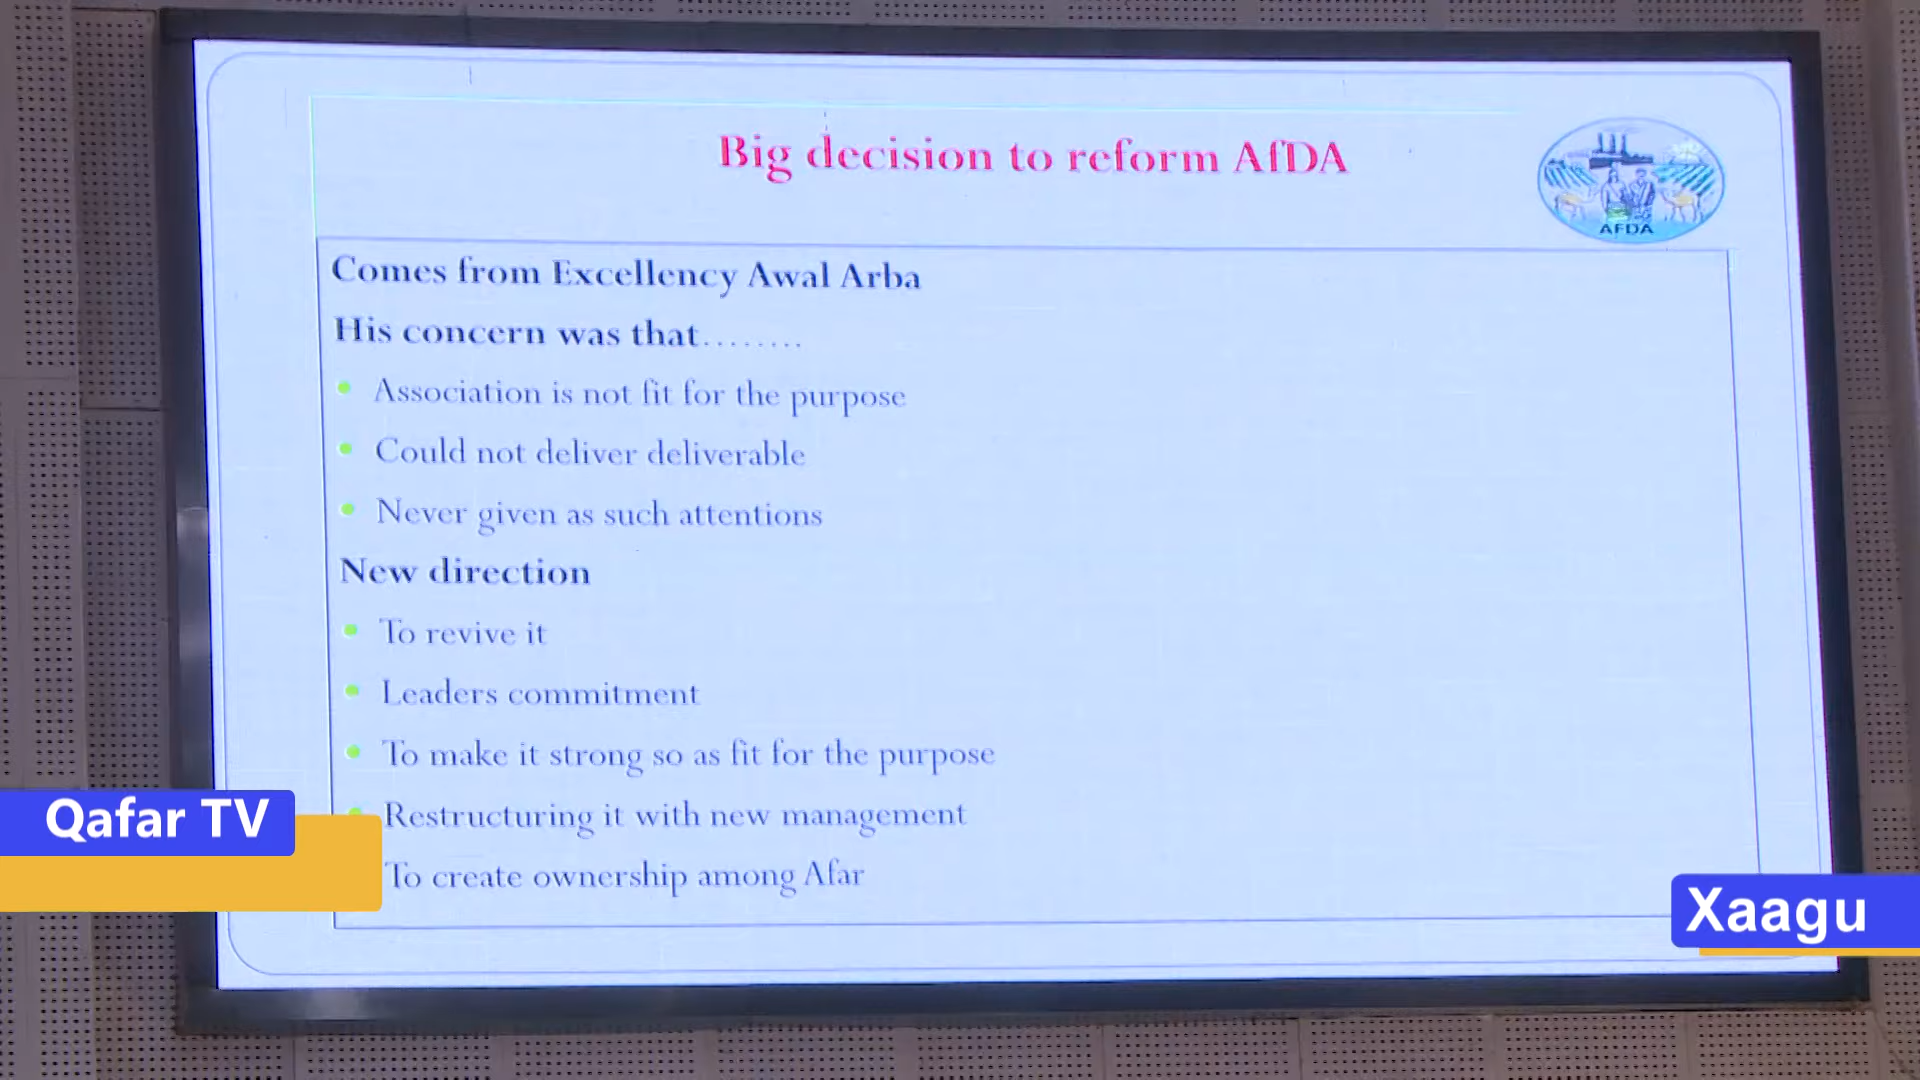 Big decision to reform AfDA
AFDA
Comes from Excellency Awal Arba
His concern was that........
Association is not fit for the purpose
Could not deliver deliverable
Never given as such attentions
New direction
To revive it
Leaders commitment
To make it strong so as fit for the purpose
Restructuring it with new management
To create ownership among Afar
Qafar TV
Xaagu